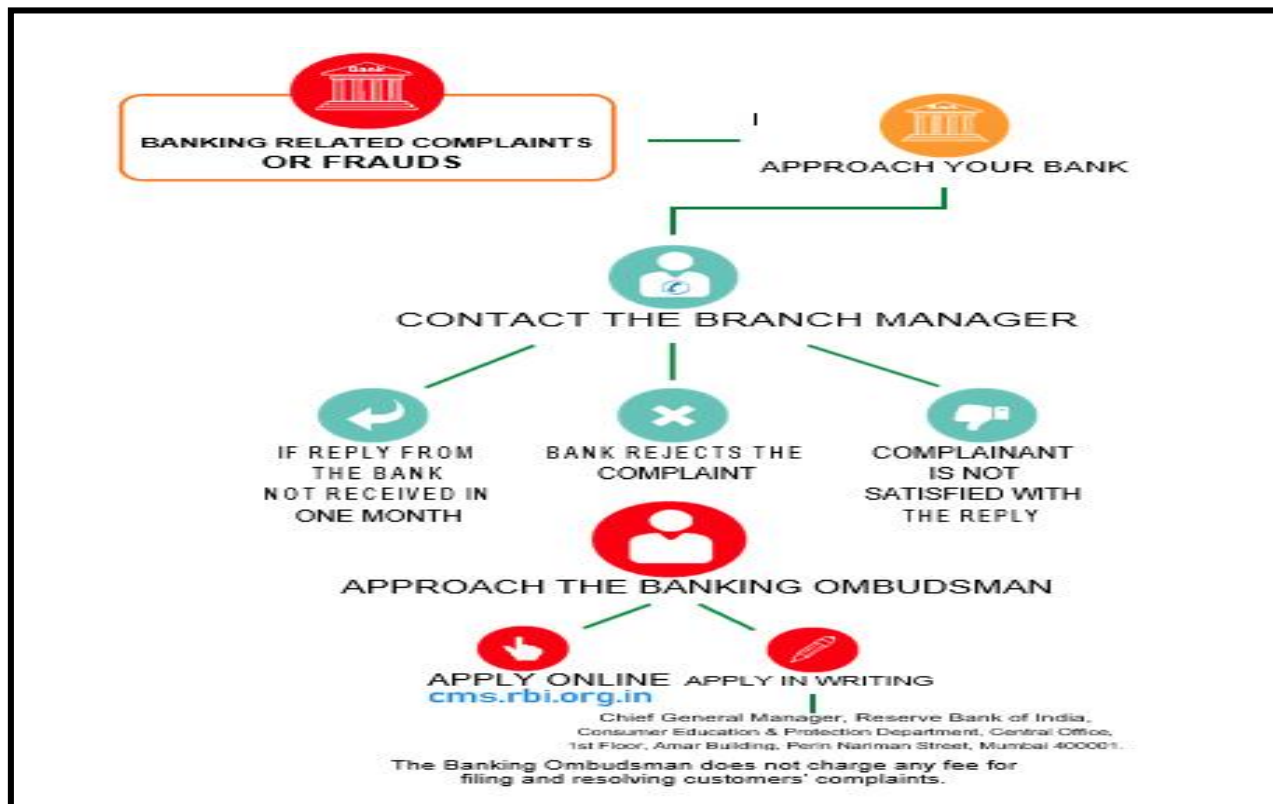 Bank
BANKING RELATED COMPLAINTS
OR FRAUDS
APPROACH YOUR BANK
CONTACT THE BRANCH MANAGER
IF REPLY FROM
THE BANK
NOT RECEIVED IN
ONE MONTH
BANK REJECTS THE
COMPLAINT
COMPLAINANT
IS NOT
SATISFIED WITH
THE REPLY
APPROACH THE BANKING OMBUDSMAN
APPLY ONLINE
cms.rbi.org.in
APPLY IN WRITING
Chief General Manager, Reserve Bank of India,
Consumer Education & Protection Department, Central Office,
1st Floor, Amar Building, Perin Nariman Street, Mumbai 400001.
The Banking Ombudsman does not charge any fee for
filing and resolving customers' complaints.